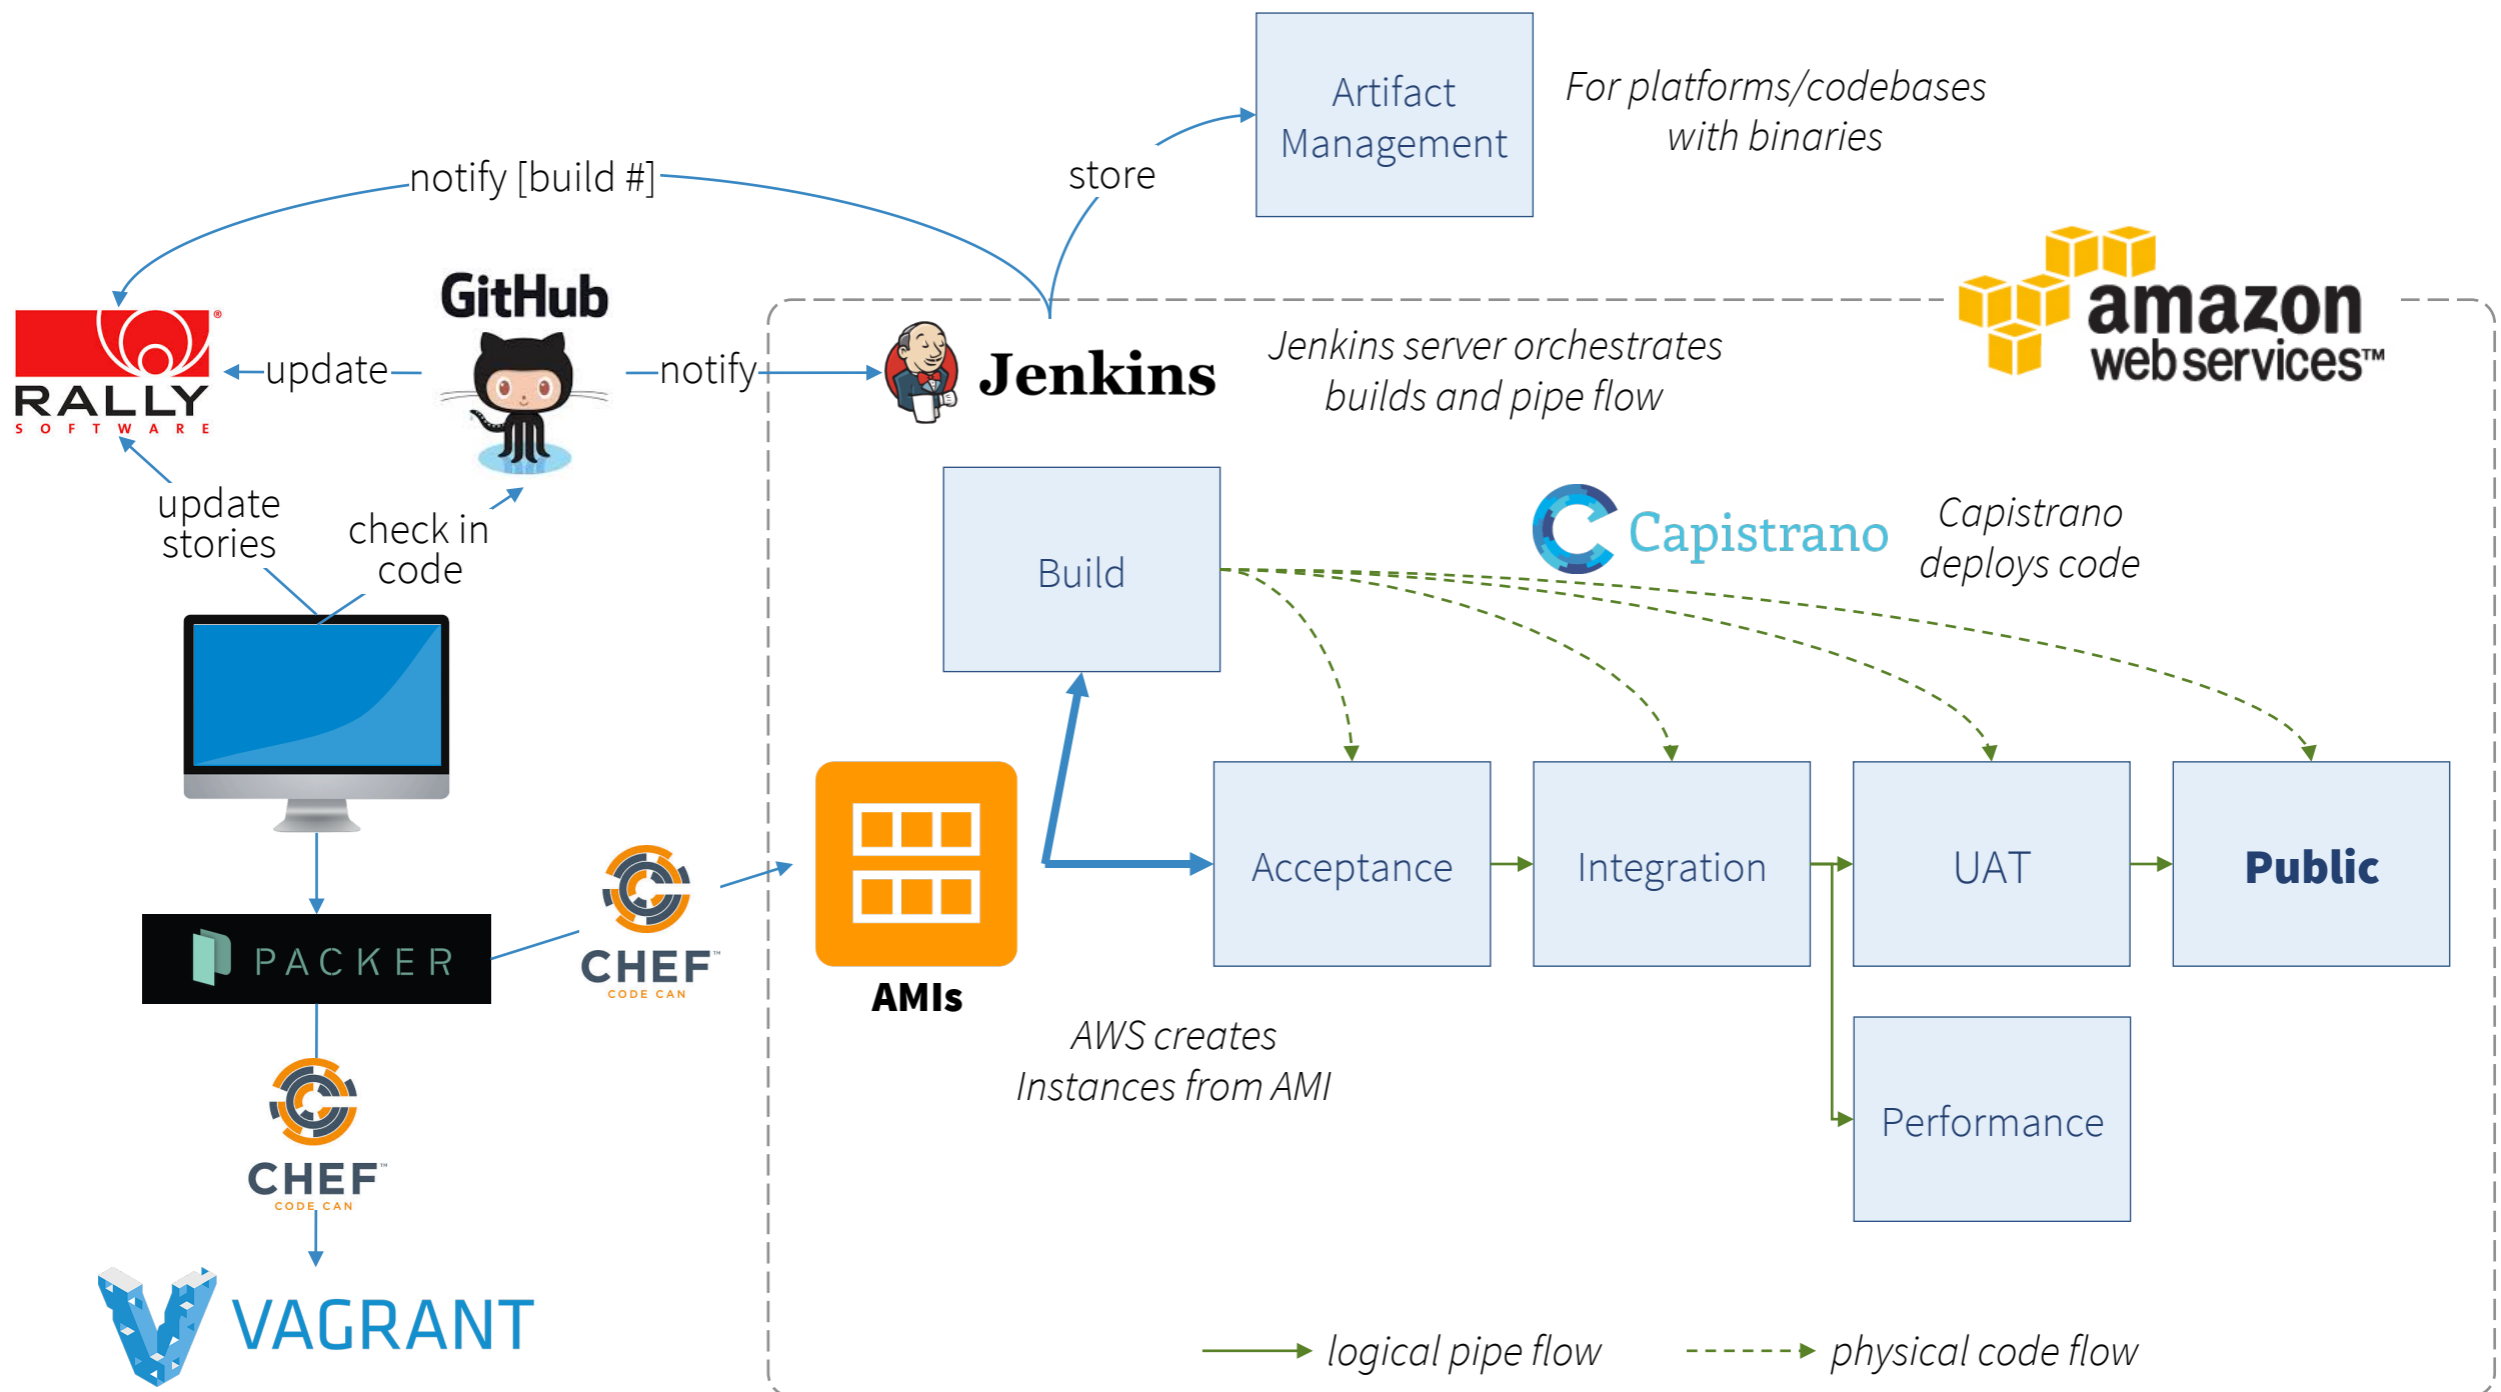 Artifact
Management
For platforms/codebases
with binaries
notify [build #]
store
GitHub
RALLY
SOFTWARE
®
update
notify
Jenkins
Jenkins server orchestrates
builds and pipe flow
amazon
web services™
update
stories
check in
code
Build
Capistrano
Capistrano
deploys code
Acceptance
Integration
UAT
Public
PACKER
CHEF™
CODE CAN
AMIs
AWS creates
Instances from AMI
Performance
CHEF™
CODE CAN
VAGRANT
logical pipe flow
physical code flow